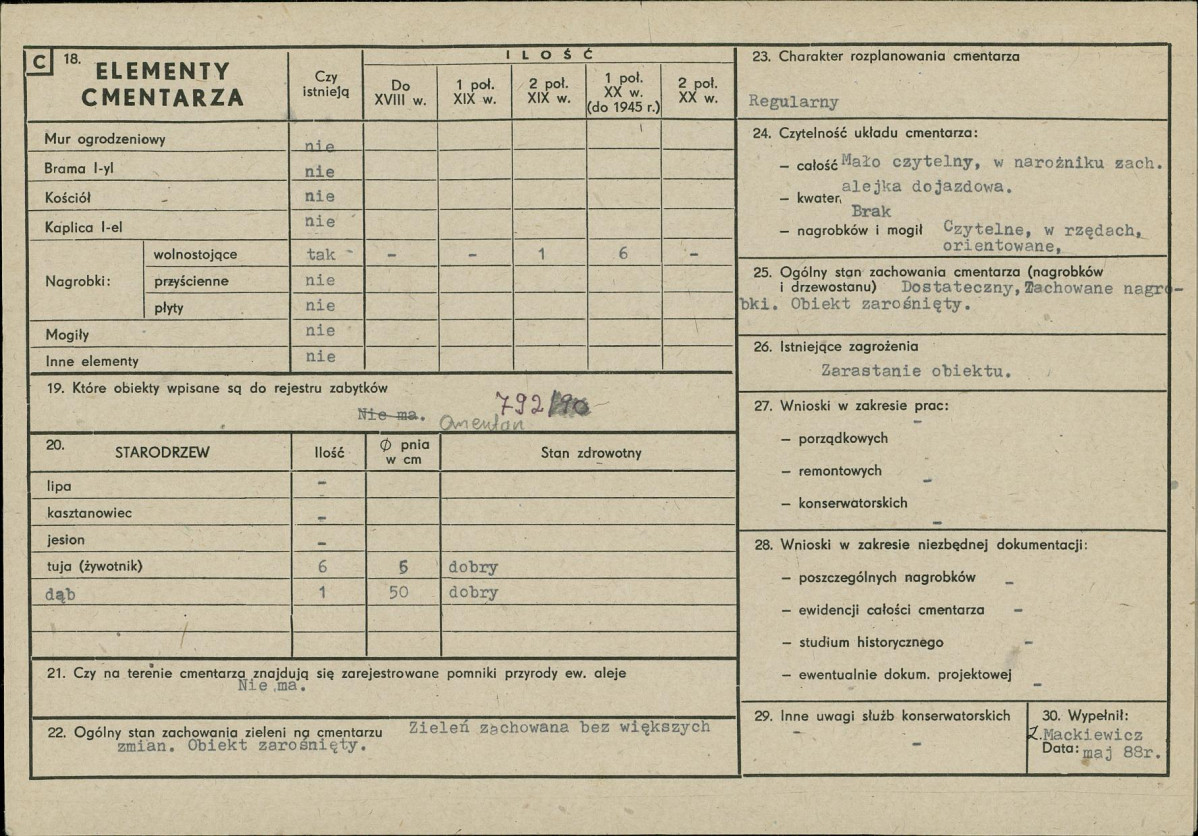 C 18. ELEMENTY CMENTARZA
Czy istnieją
ILOŚĆ
Do XVIII w.
1 poł. XIX w.
2 poł. XIX w.
1 poł. XX w. (do 1945 r.)
2 poł. XX w.
Mur ogrodzeniowy nie
Brama I-yl nie
Kościół nie
Kaplica I-el nie
Nagrobki:
wolnostojące tak - - 1 6 -
przyścienne nie
płyty nie
Mogiły nie
Inne elementy nie
19. Które obiekty wpisane są do rejestru zabytków
Nie ma. 792/90
20. STARODRZEW Ilość Ø pnia w cm Stan zdrowotny
lipa -
kasztanowiec -
jesion -
tuja (żywotnik) 6 5 dobry
dąb 1 50 dobry
21. Czy na terenie cmentarza znajdują się zarejestrowane pomniki przyrody ew. aleje
Nie ma.
22. Ogólny stan zachowania zieleni na cmentarzu Zieleń zachowana bez większych
zmian. Obiekt zarośnięty.
23. Charakter rozplanowania cmentarza
Regularny
24. Czytelność układu cmentarza:
- całość Mało czytelny, w narożniku zach.
alejka dojazdowa.
- kwater,
Brak
- nagrobków i mogił Czytelne, w rzędach,
orientowane,
25. Ogólny stan zachowania cmentarza (nagrobków
i drzewostanu) Dostateczny, Zachowane nagro-
bki. Obiekt zarośnięty.
26. Istniejące zagrożenia
Zarastanie obiektu.
27. Wnioski w zakresie prac:
-
- porządkowych
- remontowych -
- konserwatorskich
-
28. Wnioski w zakresie niezbędnej dokumentacji:
- poszczególnych nagrobków -
- ewidencji całości cmentarza -
- studium historycznego -
- ewentualnie dokum. projektowej -
29. Inne uwagi służb konserwatorskich
- -
30. Wypełnił:
Z.Mackiewicz
Data: maj 88r.